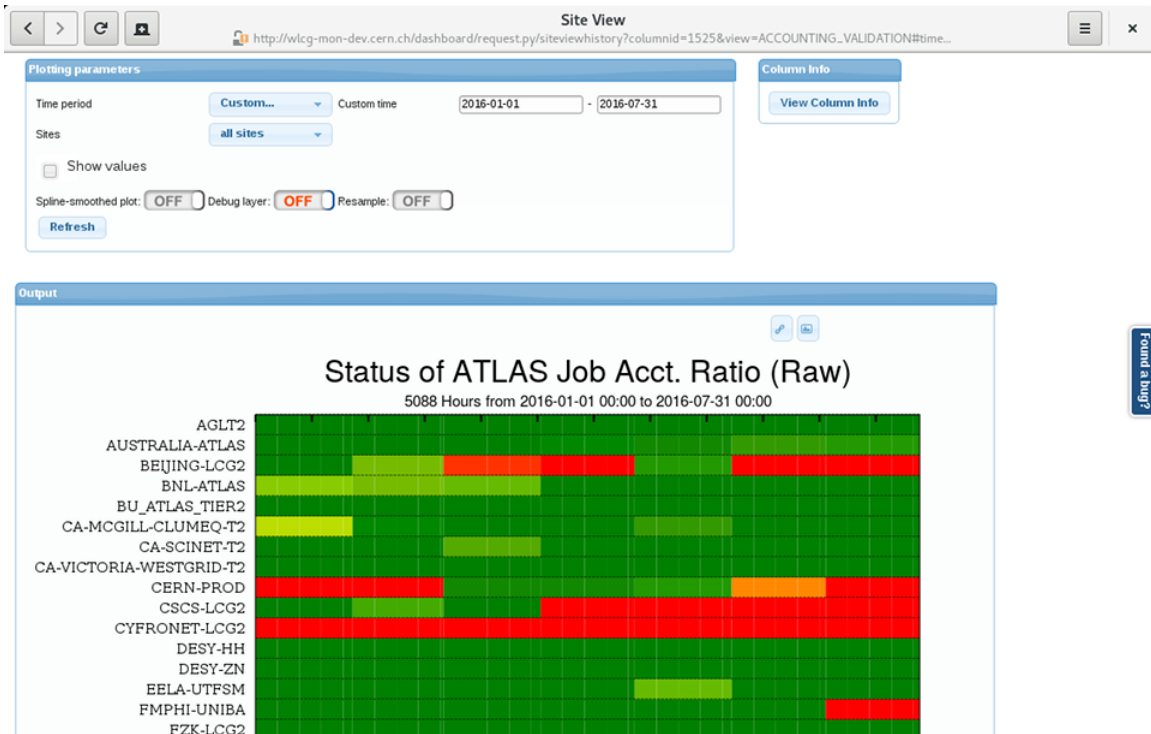 Site View
http://wlcg-mon-dev.cern.ch/dashboard/request.py/siteviewhistory?columnid=1525&view=ACCOUNTING_VALIDATION#time...
Plotting parameters
Column Info
Time period Custom... Custom time 2016-01-01 - 2016-07-31
View Column Info
Sites all sites
Show values
Spline-smoothed plot: OFF Debug layer: OFF Resample: OFF
Refresh
Output
Found a bug?
Status of ATLAS Job Acct. Ratio (Raw)
5088 Hours from 2016-01-01 00:00 to 2016-07-31 00:00
AGLT2
AUSTRALIA-ATLAS
BEIJING-LCG2
BNL-ATLAS
BU_ATLAS_TIER2
CA-MCGILL-CLUMEQ-T2
CA-SCINET-T2
CA-VICTORIA-WESTGRID-T2
CERN-PROD
CSCS-LCG2
CYFRONET-LCG2
DESY-HH
DESY-ZN
EELA-UTFSM
FMPHI-UNIBA
FZK-LCG2